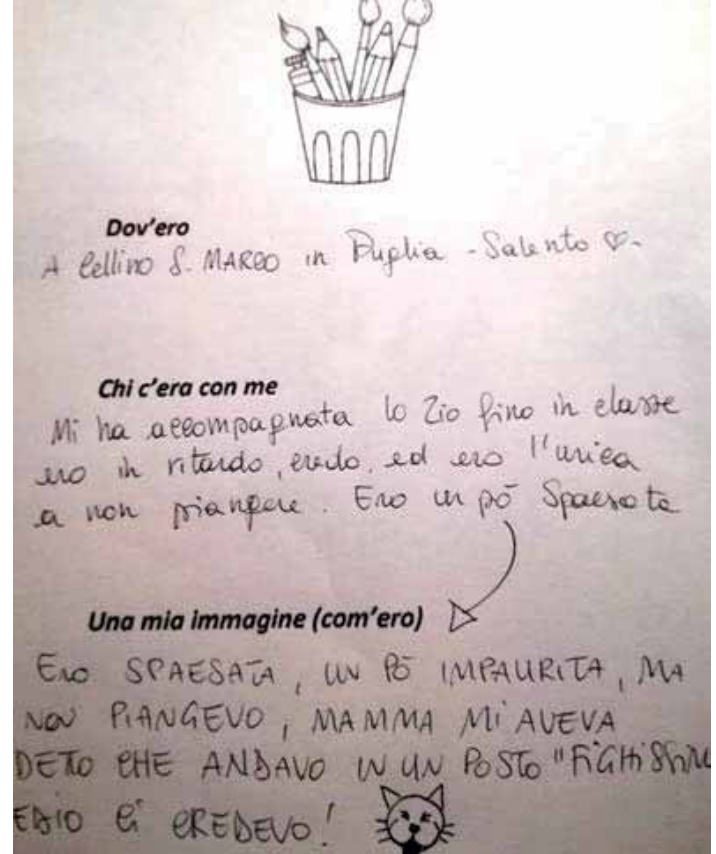 Dov'ero
A Cellino S. MARCO in Puglia - Salento ♡.
Chi c'era con me
Mi ha accompagnata lo Zio fino in classe
ero in ritardo, credo, ed ero l'unica
a non piangere. Ero un pò Spaesata
Una mia immagine (com'ero)
Ero SPAESATA, UN PÒ IMPAURITA, MA
NON PIANGEVO, MAMMA MI AVEVA
DETTO CHE ANDAVO IN UN POSTO "FiGHiSSiM
ED IO Ci CREDEVO!